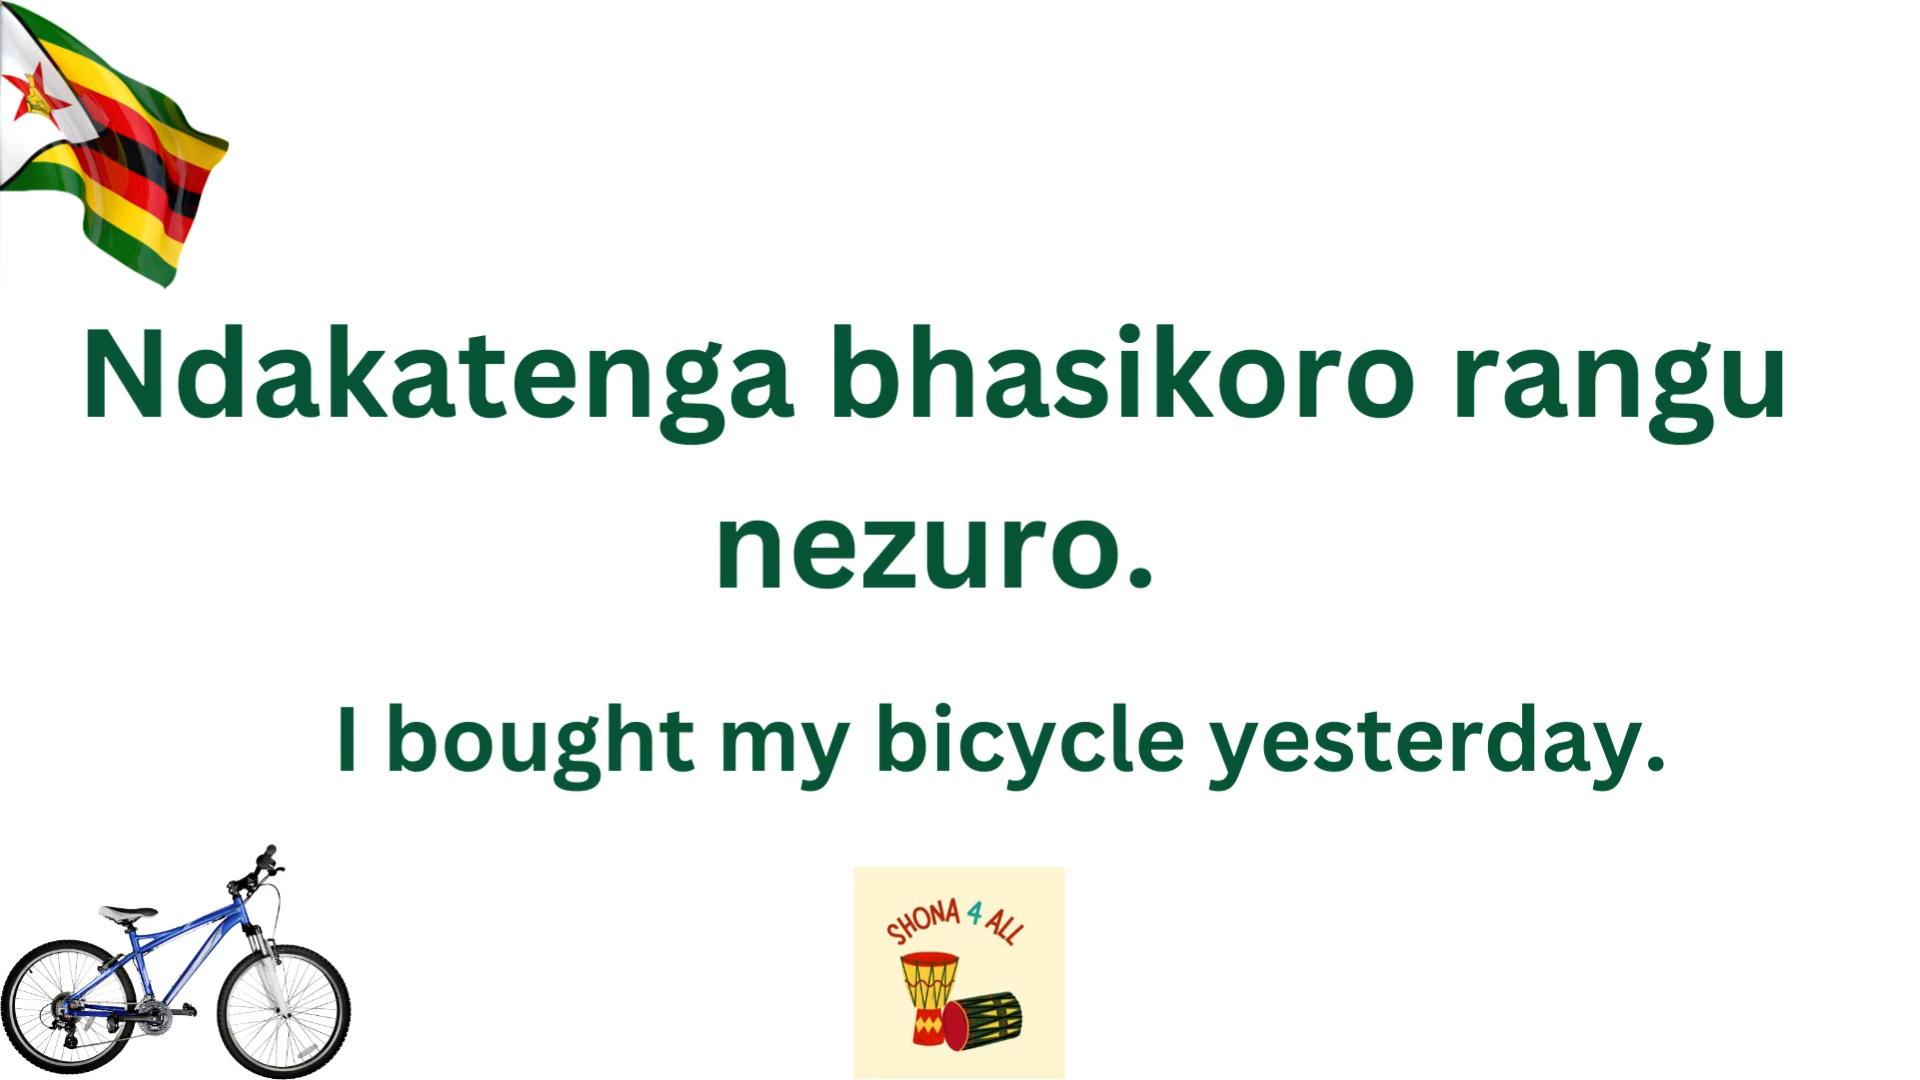 Ndakatenga bhasikoro rangu
nezuro.
I bought my bicycle yesterday.
SHONA 4 ALL